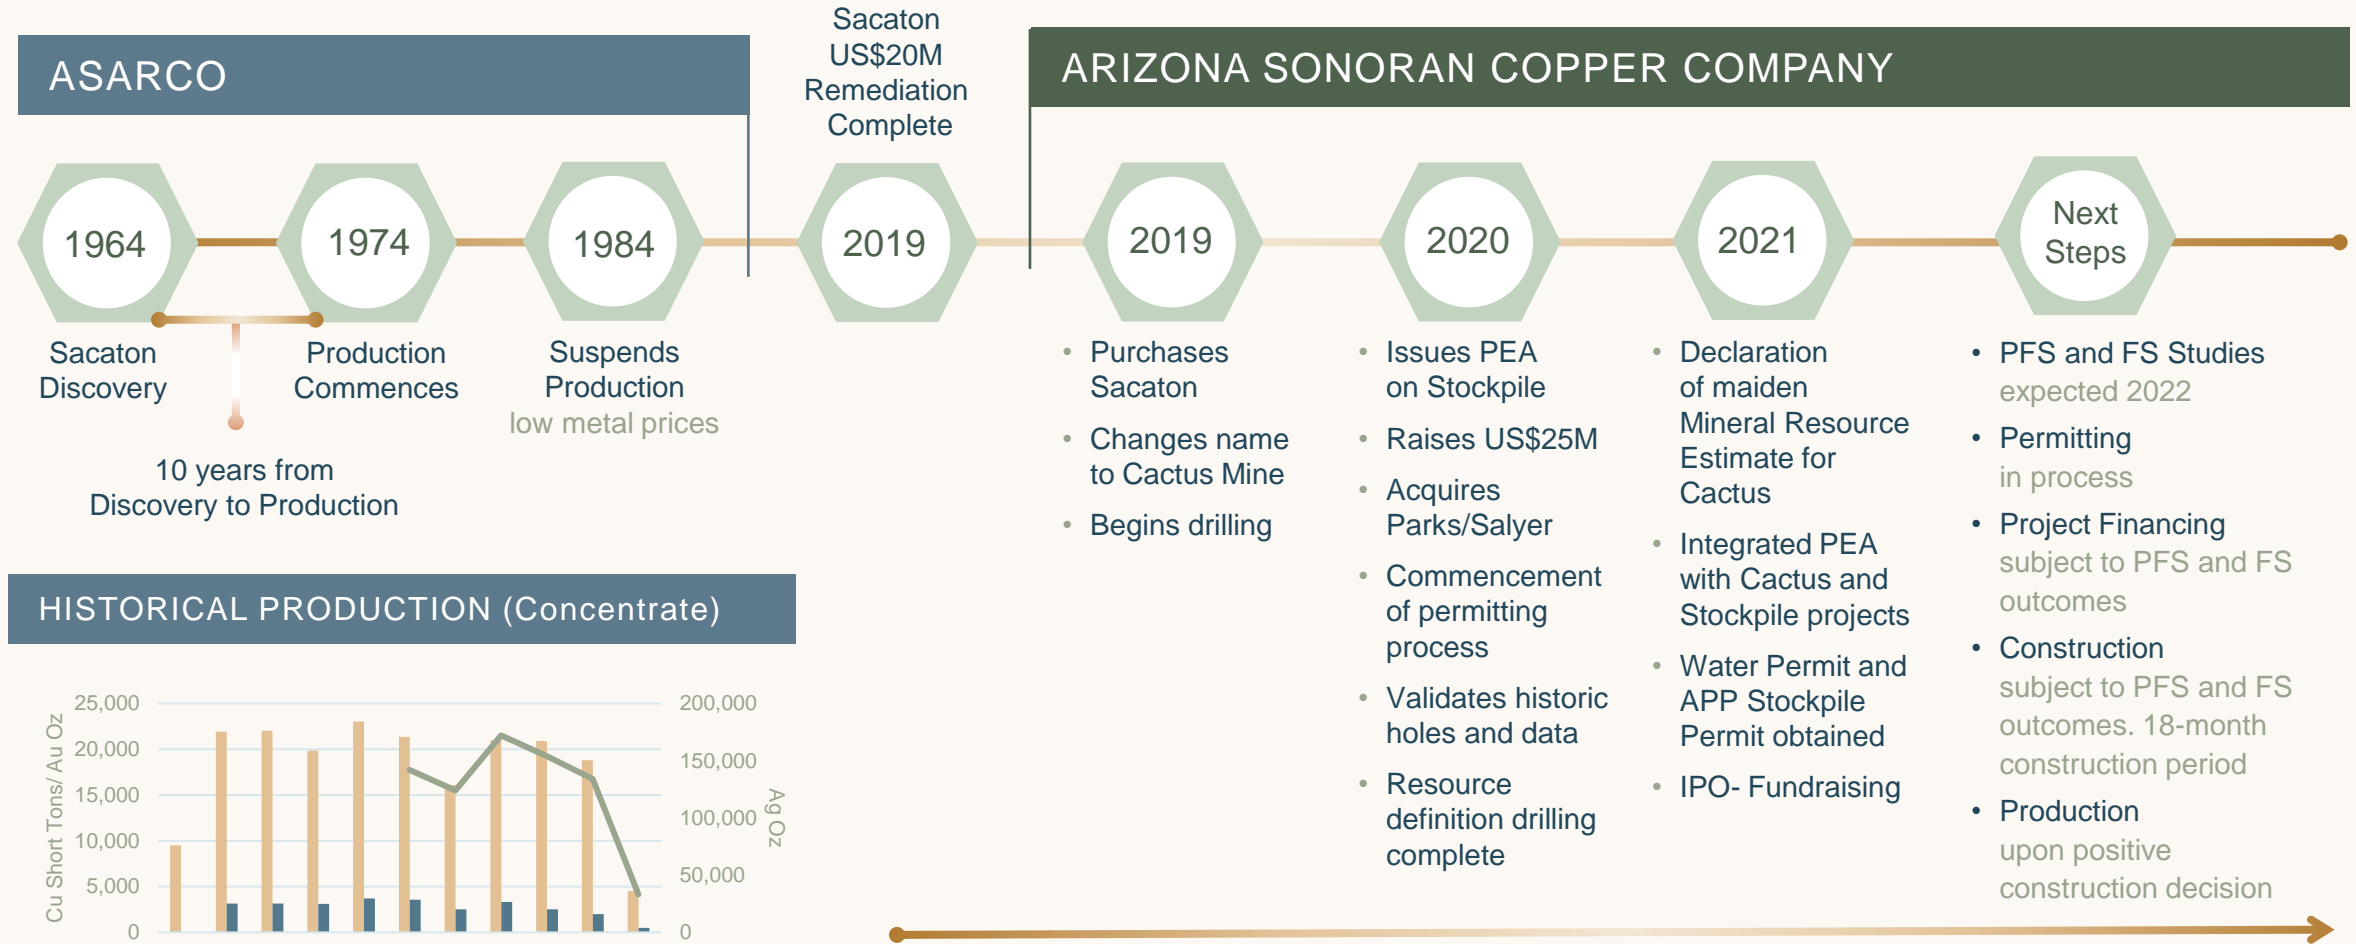 ASARCO
Sacaton
US$20M
Remediation
Complete
ARIZONA SONORAN COPPER COMPANY
1964
1974
1984
2019
2019
2020
2021
Next
Steps
Sacaton
Discovery
Production
Commences
Suspends
Production
low metal prices
10 years from
Discovery to Production
• Purchases
Sacaton
• Changes name
to Cactus Mine
• Begins drilling
• Issues PEA
on Stockpile
• Raises US$25M
• Acquires
Parks/Salyer
• Commencement
of permitting
process
• Validates historic
holes and data
• Resource
definition drilling
complete
• Declaration
of maiden
Mineral Resource
Estimate for
Cactus
• Integrated PEA
with Cactus and
Stockpile projects
• Water Permit and
APP Stockpile
Permit obtained
• IPO- Fundraising
• PFS and FS Studies
expected 2022
• Permitting
in process
• Project Financing
subject to PFS and FS
outcomes
• Construction
subject to PFS and FS
outcomes. 18-month
construction period
• Production
upon positive
construction decision
HISTORICAL PRODUCTION (Concentrate)
Cu Short Tons/ Au Oz
25,000
20,000
15,000
10,000
5,000
0
200,000
150,000
100,000
50,000
0
Ag Oz